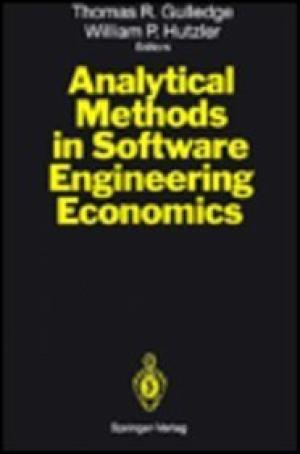 Thomas R. Gulledge
William P. Hutzler
Editors
Analytical
Methods
in Software
Engineering
Economics
Springer-Verlag